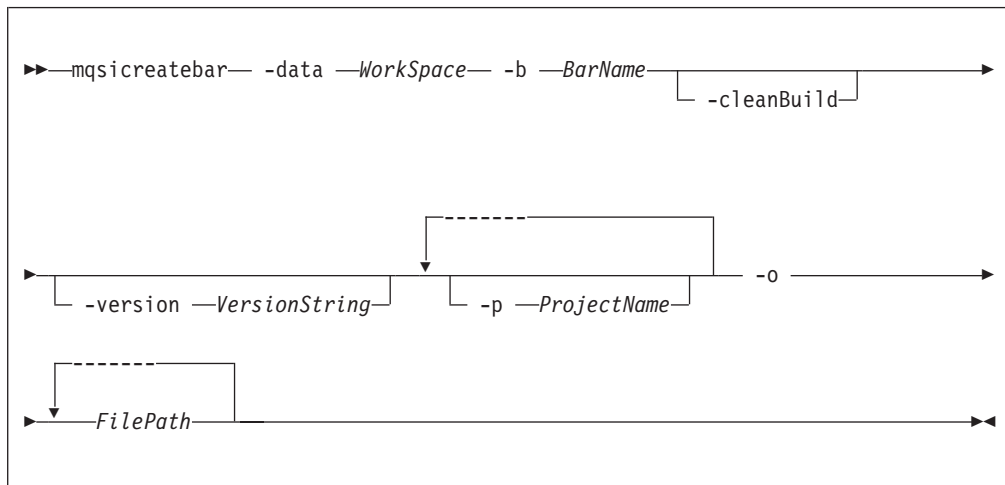 mqsicreatebar -data WorkSpace -b BarName
-cleanBuild
-------
-o
-version VersionString
-p ProjectName
-------
FilePath